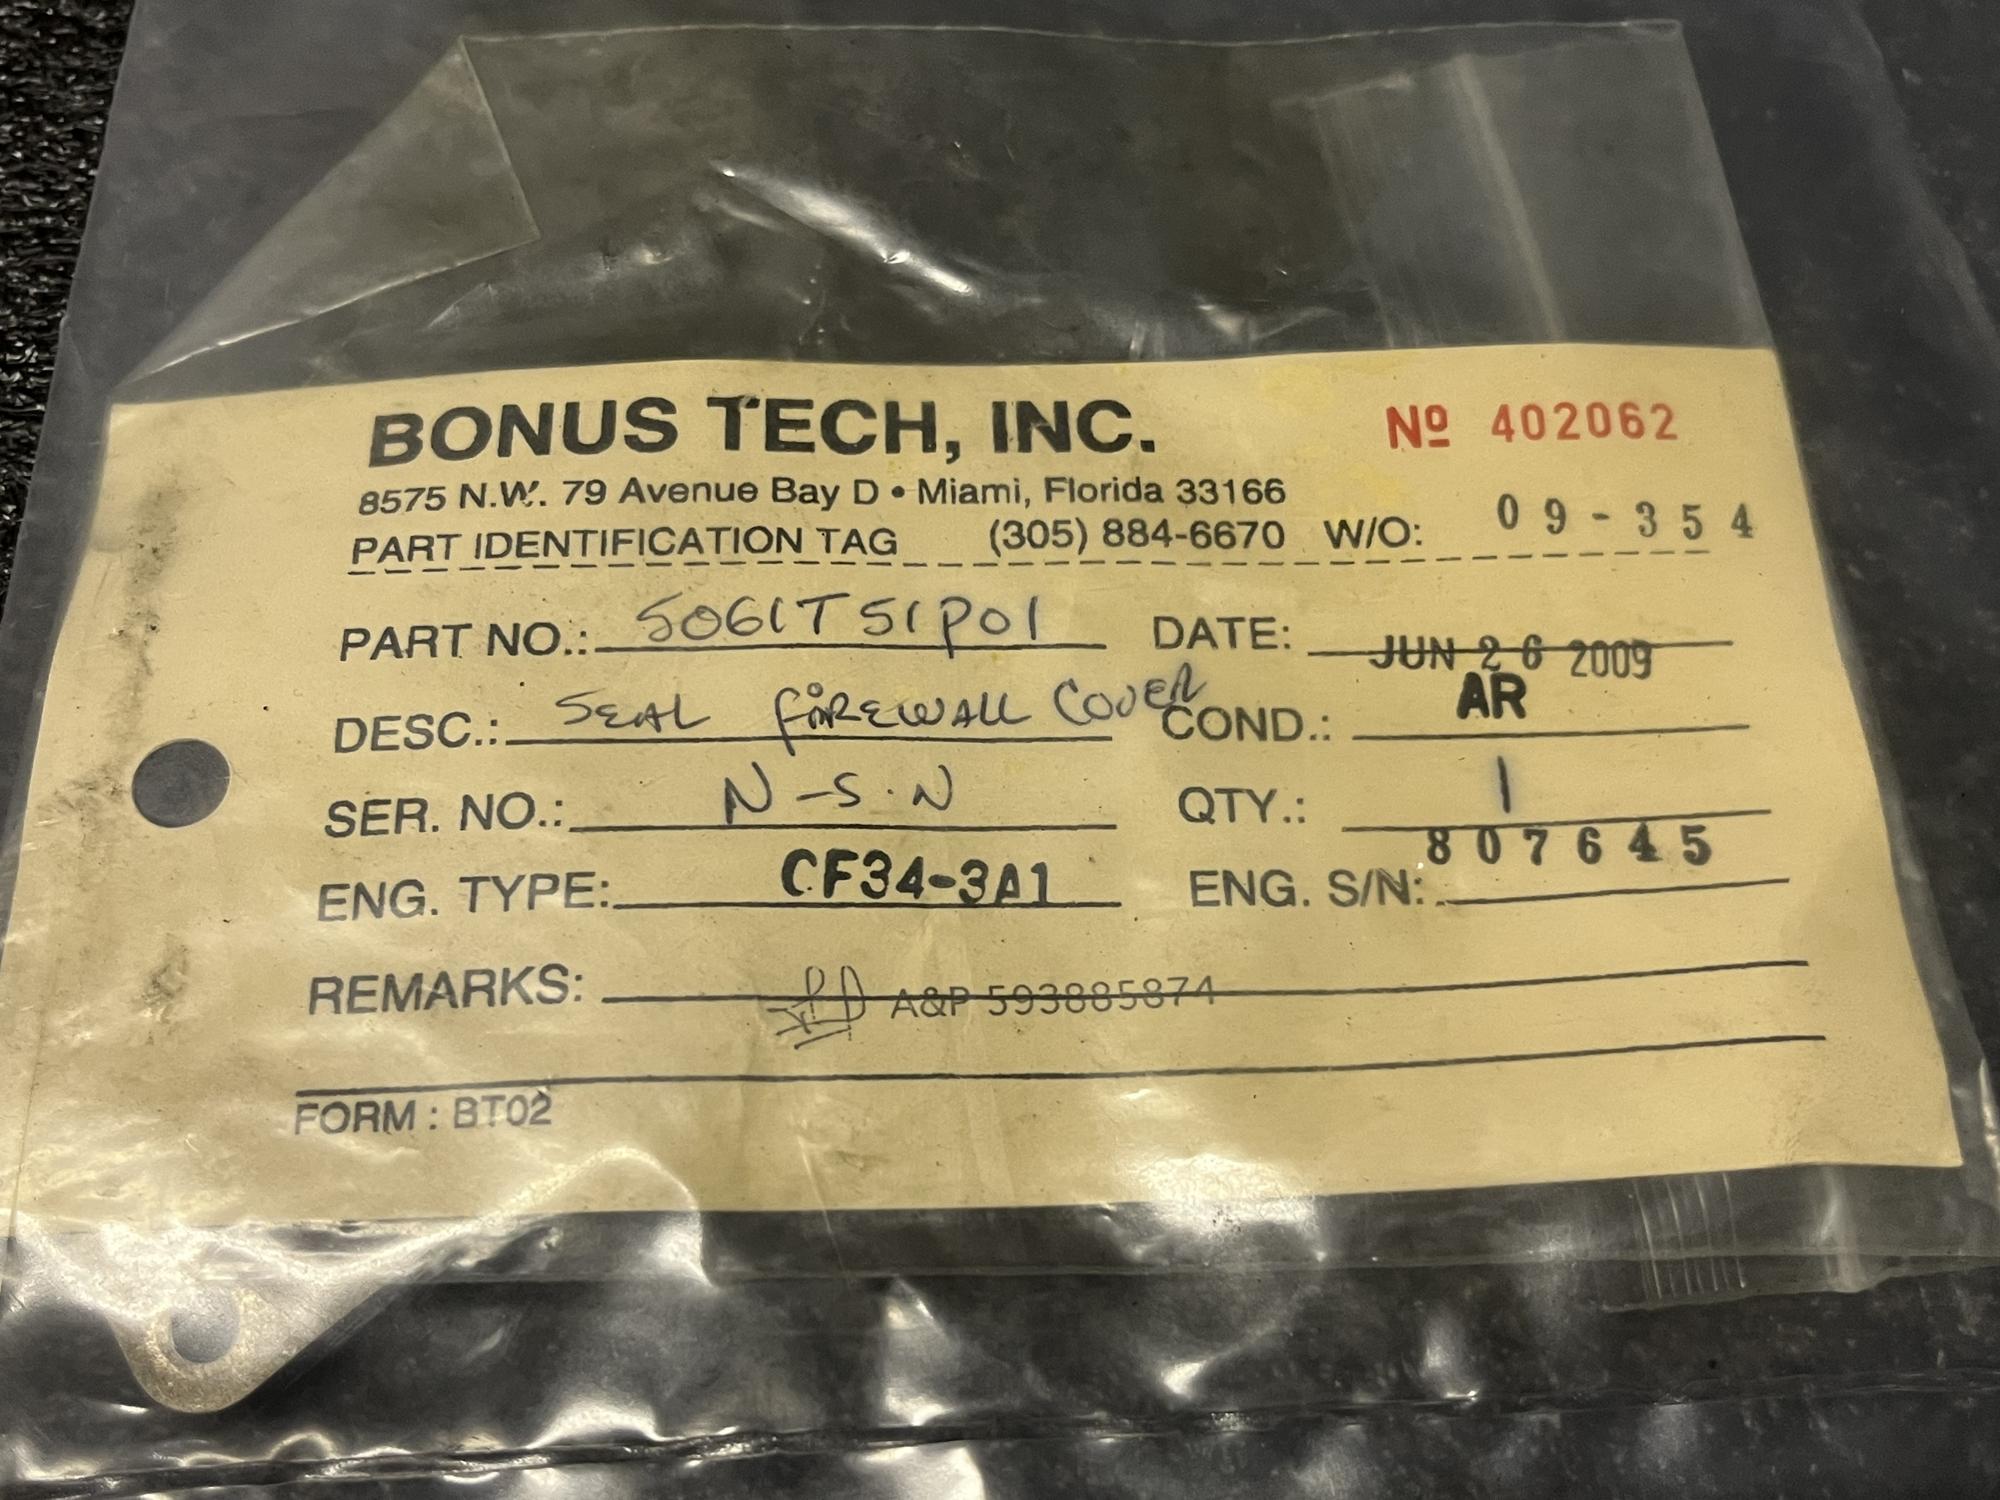 BONUS TECH, INC. Nº 402062
8575 N.W. 79 Avenue Bay D • Miami, Florida 33166
PART IDENTIFICATION TAG (305) 884-6670 W/O: 09-354
PART NO.: 5061T51P01 DATE: JUN 26 2009
DESC.: SEAL FIREWALL COVER COND.: AR
SER. NO.: N-S.N QTY.: 1
ENG. TYPE: CF34-3A1 ENG. S/N: 807645
REMARKS: A&P 593885874
FORM : BT02